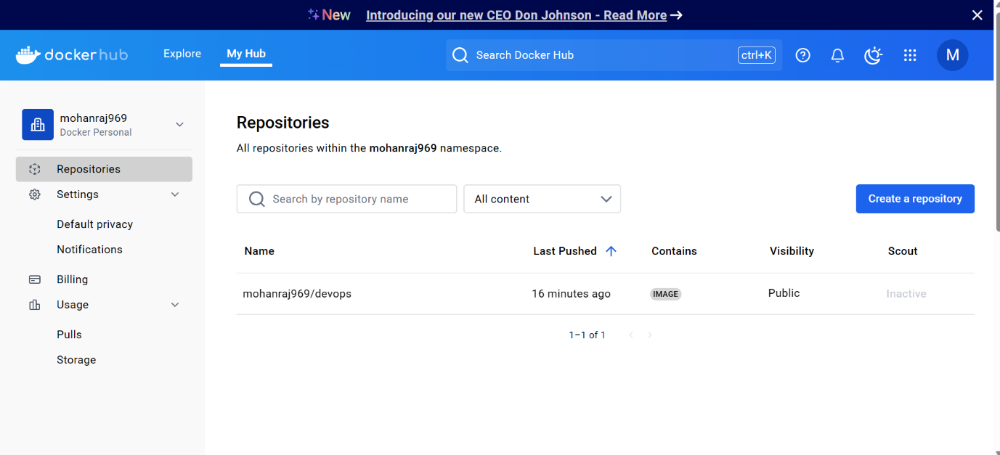 New Introducing our new CEO Don Johnson - Read More
dockerhub Explore My Hub Search Docker Hub ctrl+K M
mohanraj969
Docker Personal
Repositories
Settings
Default privacy
Notifications
Billing
Usage
Pulls
Storage
Repositories
All repositories within the mohanraj969 namespace.
Search by repository name All content Create a repository
Name Last Pushed Contains Visibility Scout
mohanraj969/devops 16 minutes ago IMAGE Public Inactive
1–1 of 1